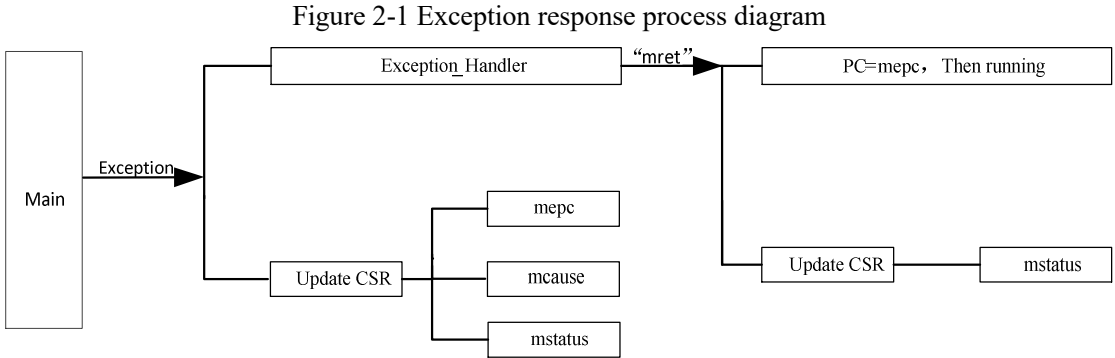 Figure 2-1 Exception response process diagram
Main
Exception
Exception_Handler
“mret”
PC=mepc，Then running
Update CSR
mepc
mcause
mstatus
Update CSR
mstatus